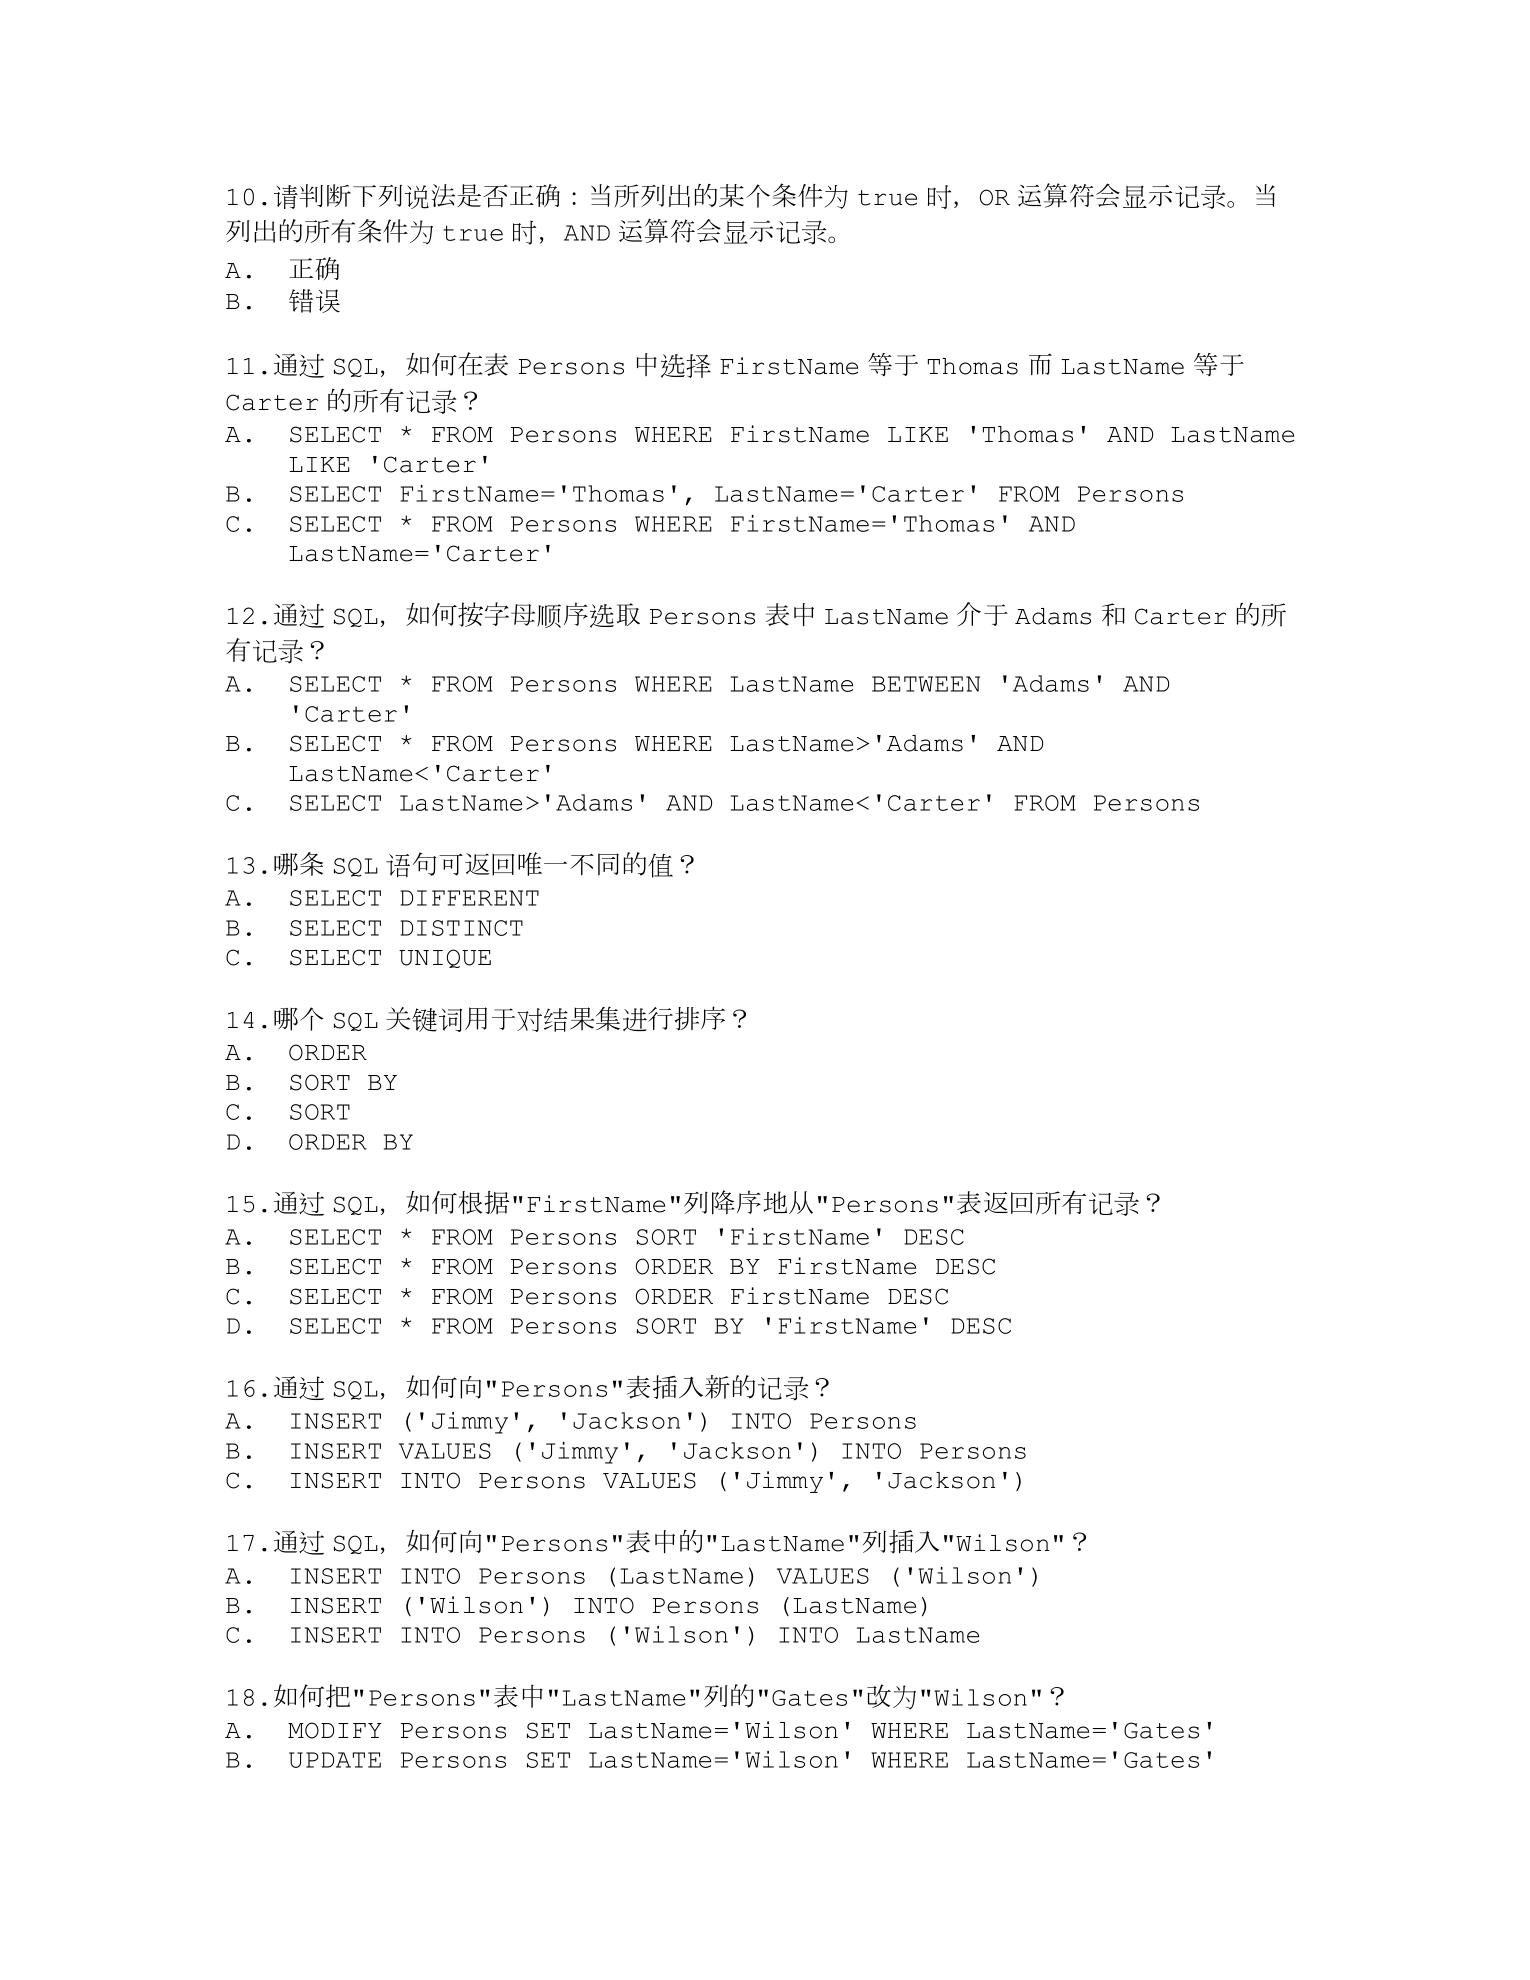 10.请判断下列说法是否正确：当所列出的某个条件为 true 时，OR 运算符会显示记录。当
列出的所有条件为 true 时，AND 运算符会显示记录。
A. 正确
B. 错误
11.通过 SQL，如何在表 Persons 中选择 FirstName 等于 Thomas 而 LastName 等于
Carter 的所有记录？
A. SELECT * FROM Persons WHERE FirstName LIKE 'Thomas' AND LastName
LIKE 'Carter'
B. SELECT FirstName='Thomas', LastName='Carter' FROM Persons
C. SELECT * FROM Persons WHERE FirstName='Thomas' AND
LastName='Carter'
12.通过 SQL，如何按字母顺序选取 Persons 表中 LastName 介于 Adams 和 Carter 的所
有记录？
A. SELECT * FROM Persons WHERE LastName BETWEEN 'Adams' AND
'Carter'
B. SELECT * FROM Persons WHERE LastName>'Adams' AND
LastName<'Carter'
C. SELECT LastName>'Adams' AND LastName<'Carter' FROM Persons
13.哪条 SQL 语句可返回唯一不同的值？
A. SELECT DIFFERENT
B. SELECT DISTINCT
C. SELECT UNIQUE
14.哪个 SQL 关键词用于对结果集进行排序？
A. ORDER
B. SORT BY
C. SORT
D. ORDER BY
15.通过 SQL，如何根据"FirstName"列降序地从"Persons"表返回所有记录？
A. SELECT * FROM Persons SORT 'FirstName' DESC
B. SELECT * FROM Persons ORDER BY FirstName DESC
C. SELECT * FROM Persons ORDER FirstName DESC
D. SELECT * FROM Persons SORT BY 'FirstName' DESC
16.通过 SQL，如何向"Persons"表插入新的记录？
A. INSERT ('Jimmy', 'Jackson') INTO Persons
B. INSERT VALUES ('Jimmy', 'Jackson') INTO Persons
C. INSERT INTO Persons VALUES ('Jimmy', 'Jackson')
17.通过 SQL，如何向"Persons"表中的"LastName"列插入"Wilson"？
A. INSERT INTO Persons (LastName) VALUES ('Wilson')
B. INSERT ('Wilson') INTO Persons (LastName)
C. INSERT INTO Persons ('Wilson') INTO LastName
18.如何把"Persons"表中"LastName"列的"Gates"改为"Wilson"？
A. MODIFY Persons SET LastName='Wilson' WHERE LastName='Gates'
B. UPDATE Persons SET LastName='Wilson' WHERE LastName='Gates'